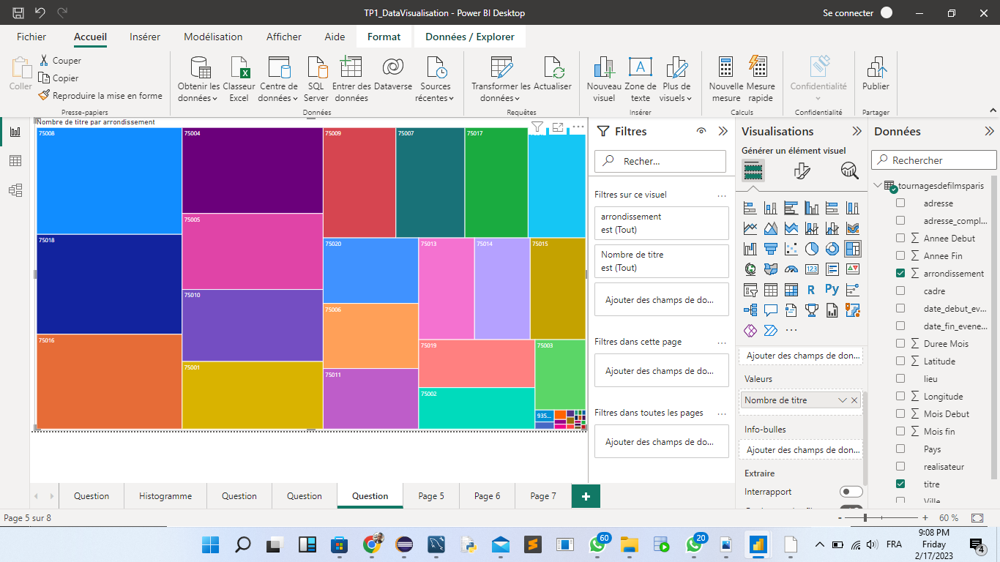 TP1_DataVisualisation - Power BI Desktop
Se connecter
Fichier
Accueil
Insérer
Modélisation
Afficher
Aide
Format
Données / Explorer
Coller
Couper
Copier
Reproduire la mise en forme
Presse-papiers
Obtenir les
données
Classeur
Excel
Centre de
données
SQL
Server
Entrer des
données
Dataverse
Sources
récentes
Données
Transformer les
données
Actualiser
Requêtes
Nouveau
visuel
Zone de
texte
Plus de
visuels
Insérer
Nouvelle
mesure
Mesure
rapide
Calculs
Confidentialité
Confidentialité
Publier
Partager
Nombre de titre par arrondissement
75008
75004
75009
75007
75017
75018
75005
75020
75013
75014
75015
75010
75006
75016
75019
75003
75001
75011
75002
935...
Filtres
Recher...
Filtres sur ce visuel
...
arrondissement
est (Tout)
Nombre de titre
est (Tout)
Ajouter des champs de do...
Filtres dans cette page
...
Ajouter des champs de do...
Filtres dans toutes les pages
...
Ajouter des champs de do...
Visualisations
Générer un élément visuel
123
R
Py
...
Ajouter des champs de don...
Valeurs
Nombre de titre
Info-bulles
Ajouter des champs de don...
Extraire
Interrapport
Données
Rechercher
tournagesdefilmsparis
adresse
adresse_compl...
Annee Debut
Annee Fin
arrondissement
cadre
date_debut_ev...
date_fin_evene...
Duree Mois
Latitude
lieu
Longitude
Mois Debut
Mois fin
Pays
realisateur
titre
Ville
Question
Histogramme
Question
Question
Question
Page 5
Page 6
Page 7
Page 5 sur 8
- + 60 %
60
20
FRA
9:08 PM
Friday
2/17/2023
4